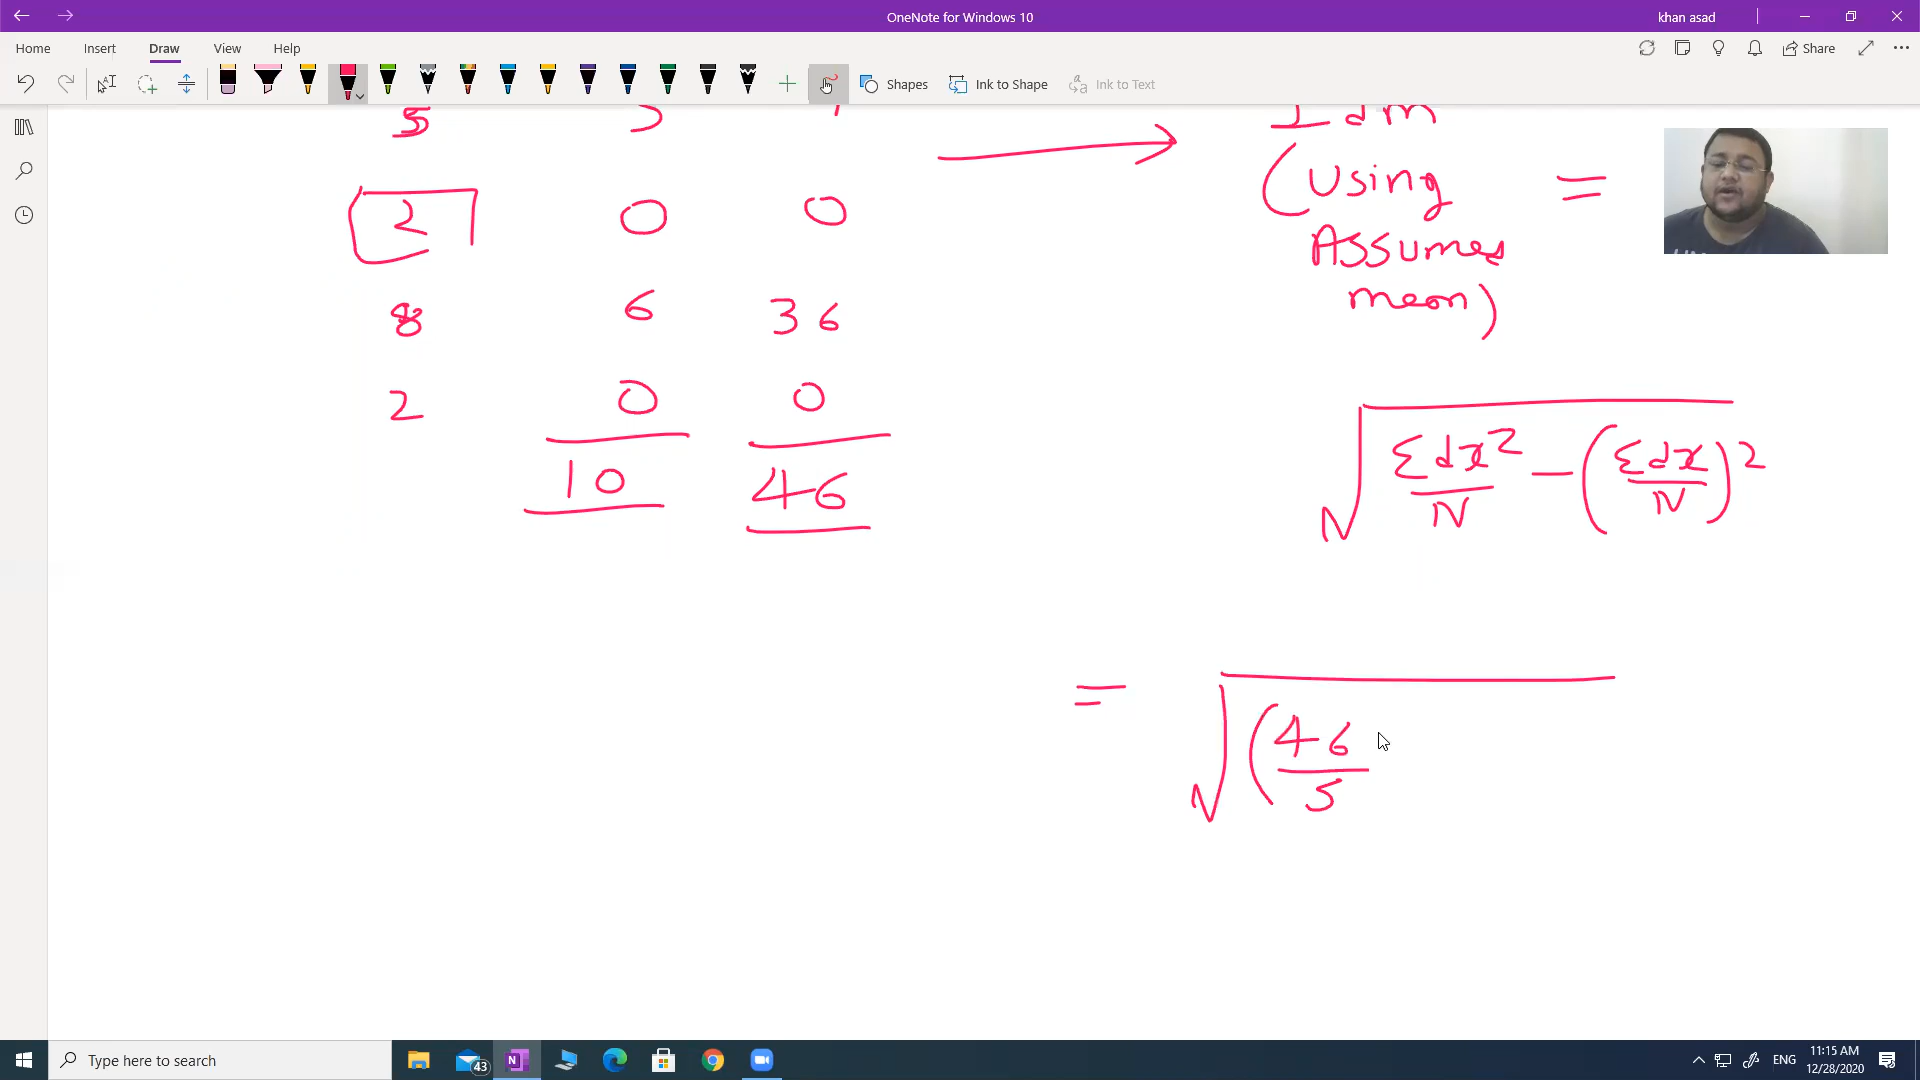 OneNote for Windows 10
khan asad
Home Insert Draw View Help
Share
Shapes Ink to Shape Ink to Text
5
(Using =
Assumed
mean)
2 0 0
8 6 36
2 0 0
10 46
√ Σdx²/N - (Σdx/N)²
= √ (46/5
Type here to search
43
N
ENG
11:15 AM
12/28/2020